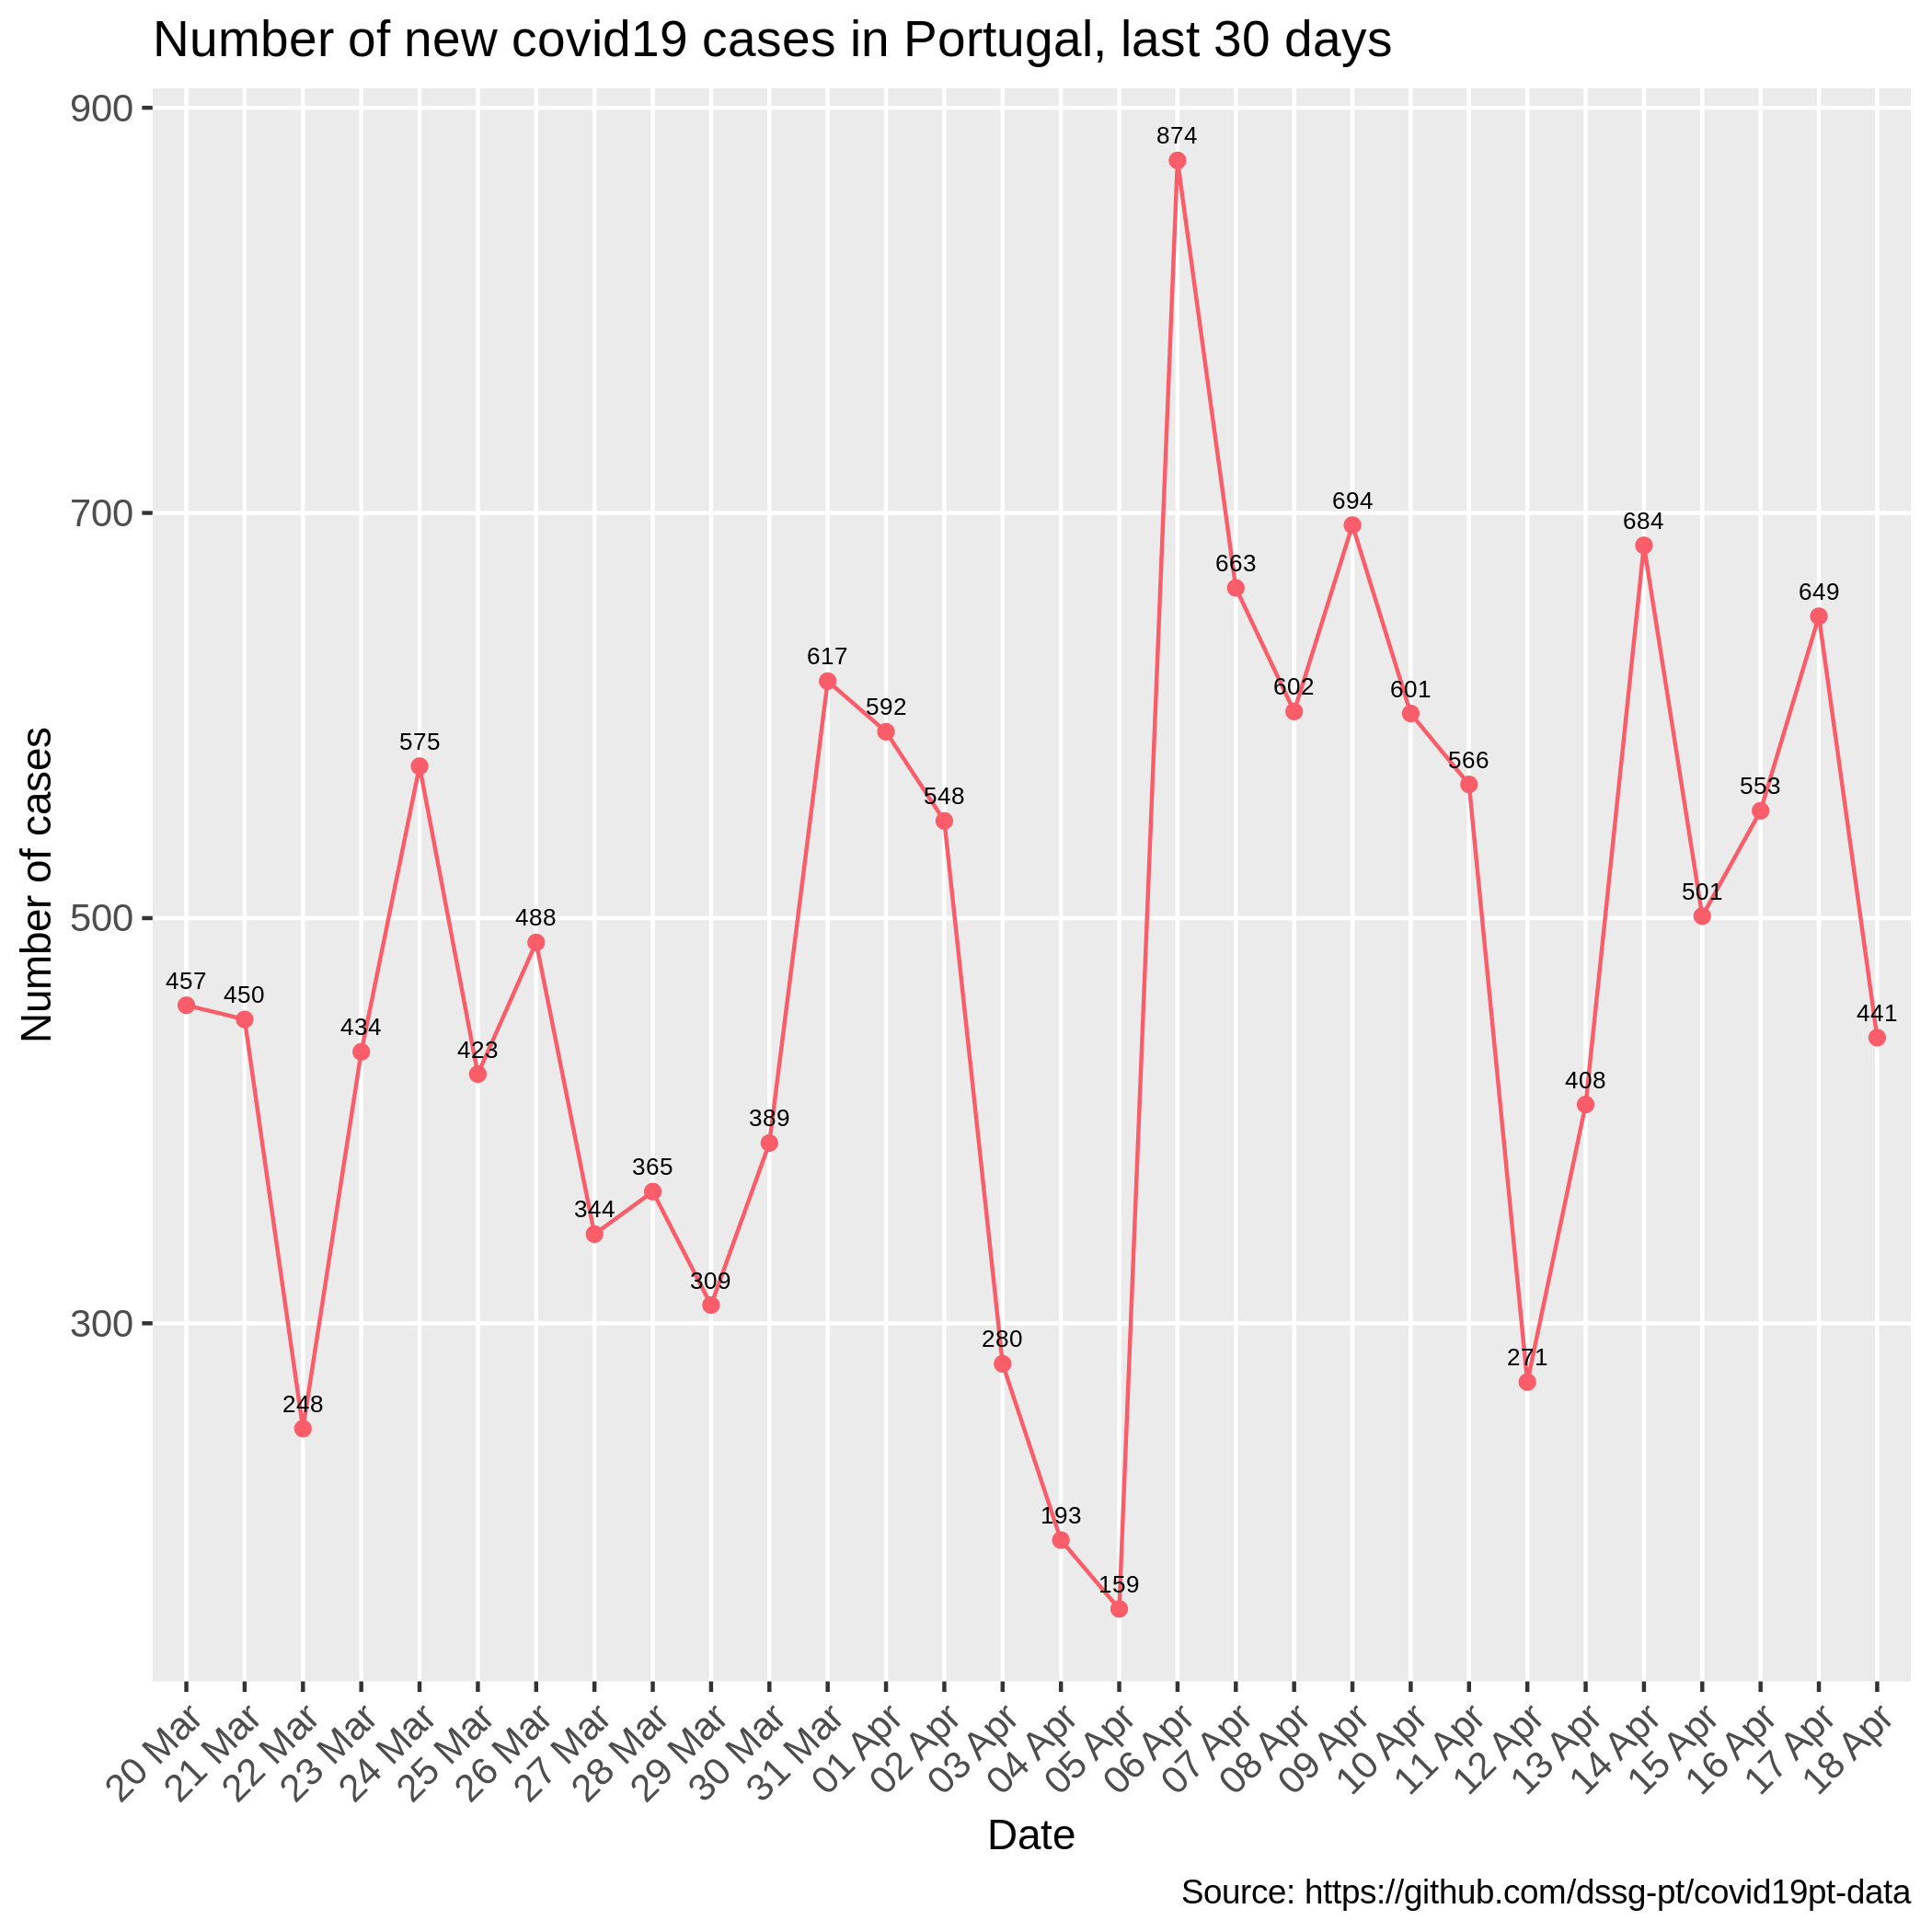 Number of new covid19 cases in Portugal, last 30 days
Number of cases
900
700
500
300
457
450
248
434
575
423
488
344
365
309
389
617
592
548
280
193
159
874
663
602
694
601
566
271
408
684
501
553
649
441
20 Mar
21 Mar
22 Mar
23 Mar
24 Mar
25 Mar
26 Mar
27 Mar
28 Mar
29 Mar
30 Mar
31 Mar
01 Apr
02 Apr
03 Apr
04 Apr
05 Apr
06 Apr
07 Apr
08 Apr
09 Apr
10 Apr
11 Apr
12 Apr
13 Apr
14 Apr
15 Apr
16 Apr
17 Apr
18 Apr
Date
Source: https://github.com/dssg-pt/covid19pt-data